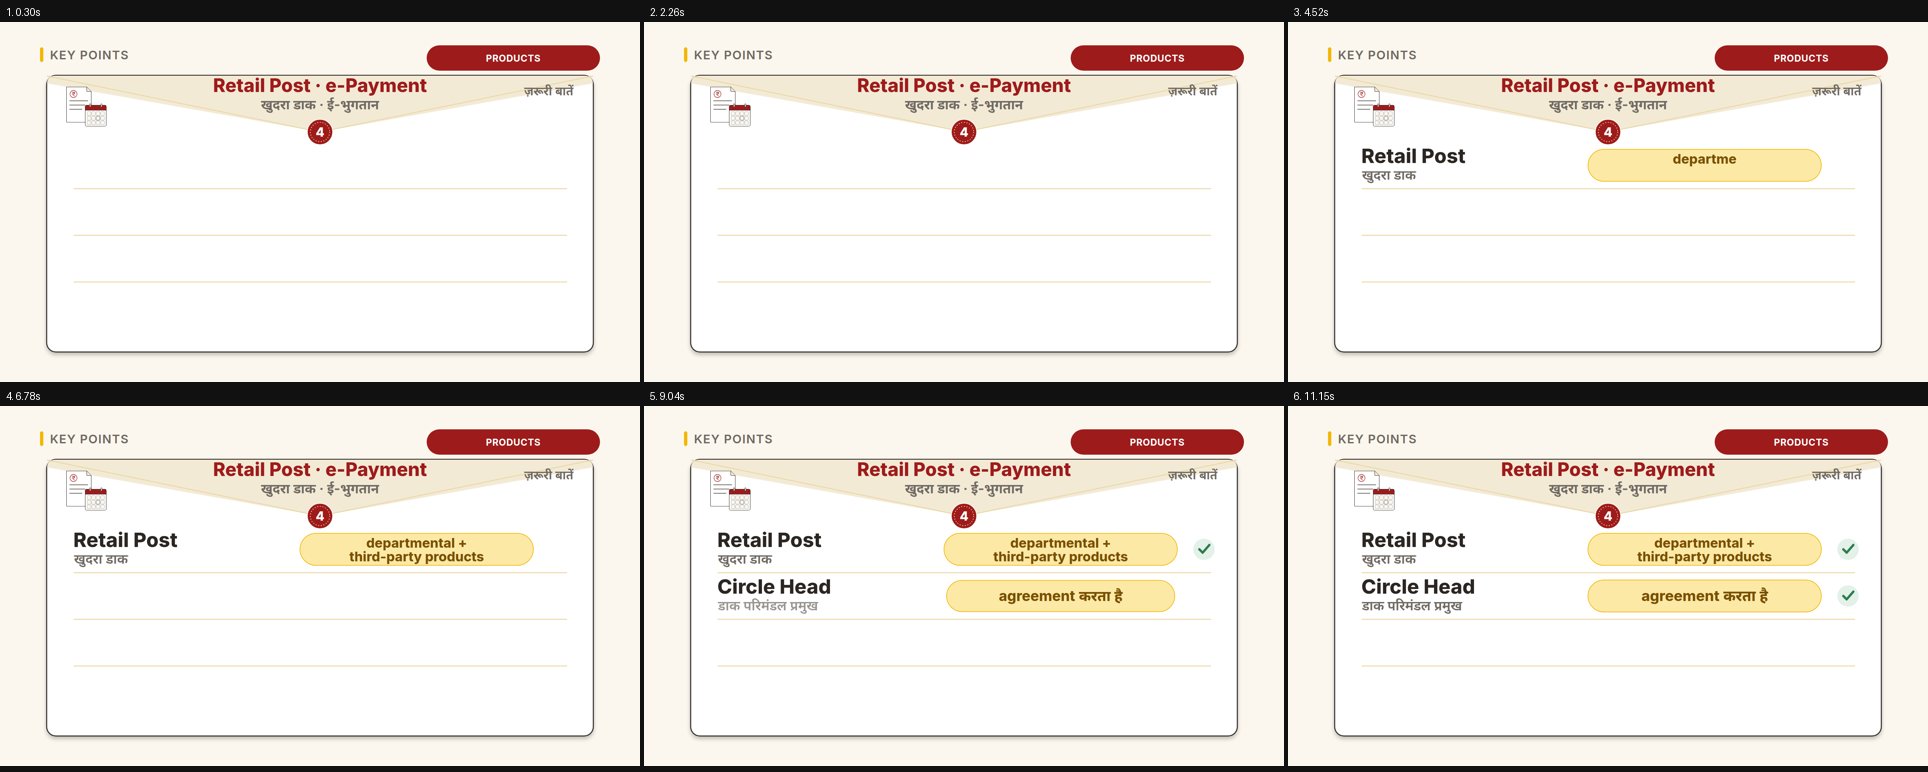 1. 0.30s
KEY POINTS
PRODUCTS
Retail Post · e-Payment
खुदरा डाक · ई-भुगतान
ज़रूरी बातें
4
2. 2.26s
KEY POINTS
PRODUCTS
Retail Post · e-Payment
खुदरा डाक · ई-भुगतान
ज़रूरी बातें
4
3. 4.52s
KEY POINTS
PRODUCTS
Retail Post · e-Payment
खुदरा डाक · ई-भुगतान
ज़रूरी बातें
4
Retail Post
खुदरा डाक
departme
4. 6.78s
KEY POINTS
PRODUCTS
Retail Post · e-Payment
खुदरा डाक · ई-भुगतान
ज़रूरी बातें
4
Retail Post
खुदरा डाक
departmental +
third-party products
5. 9.04s
KEY POINTS
PRODUCTS
Retail Post · e-Payment
खुदरा डाक · ई-भुगतान
ज़रूरी बातें
4
Retail Post
खुदरा डाक
departmental +
third-party products
Circle Head
डाक परिमंडल प्रमुख
agreement करता है
6. 11.15s
KEY POINTS
PRODUCTS
Retail Post · e-Payment
खुदरा डाक · ई-भुगतान
ज़रूरी बातें
4
Retail Post
खुदरा डाक
departmental +
third-party products
Circle Head
डाक परिमंडल प्रमुख
agreement करता है